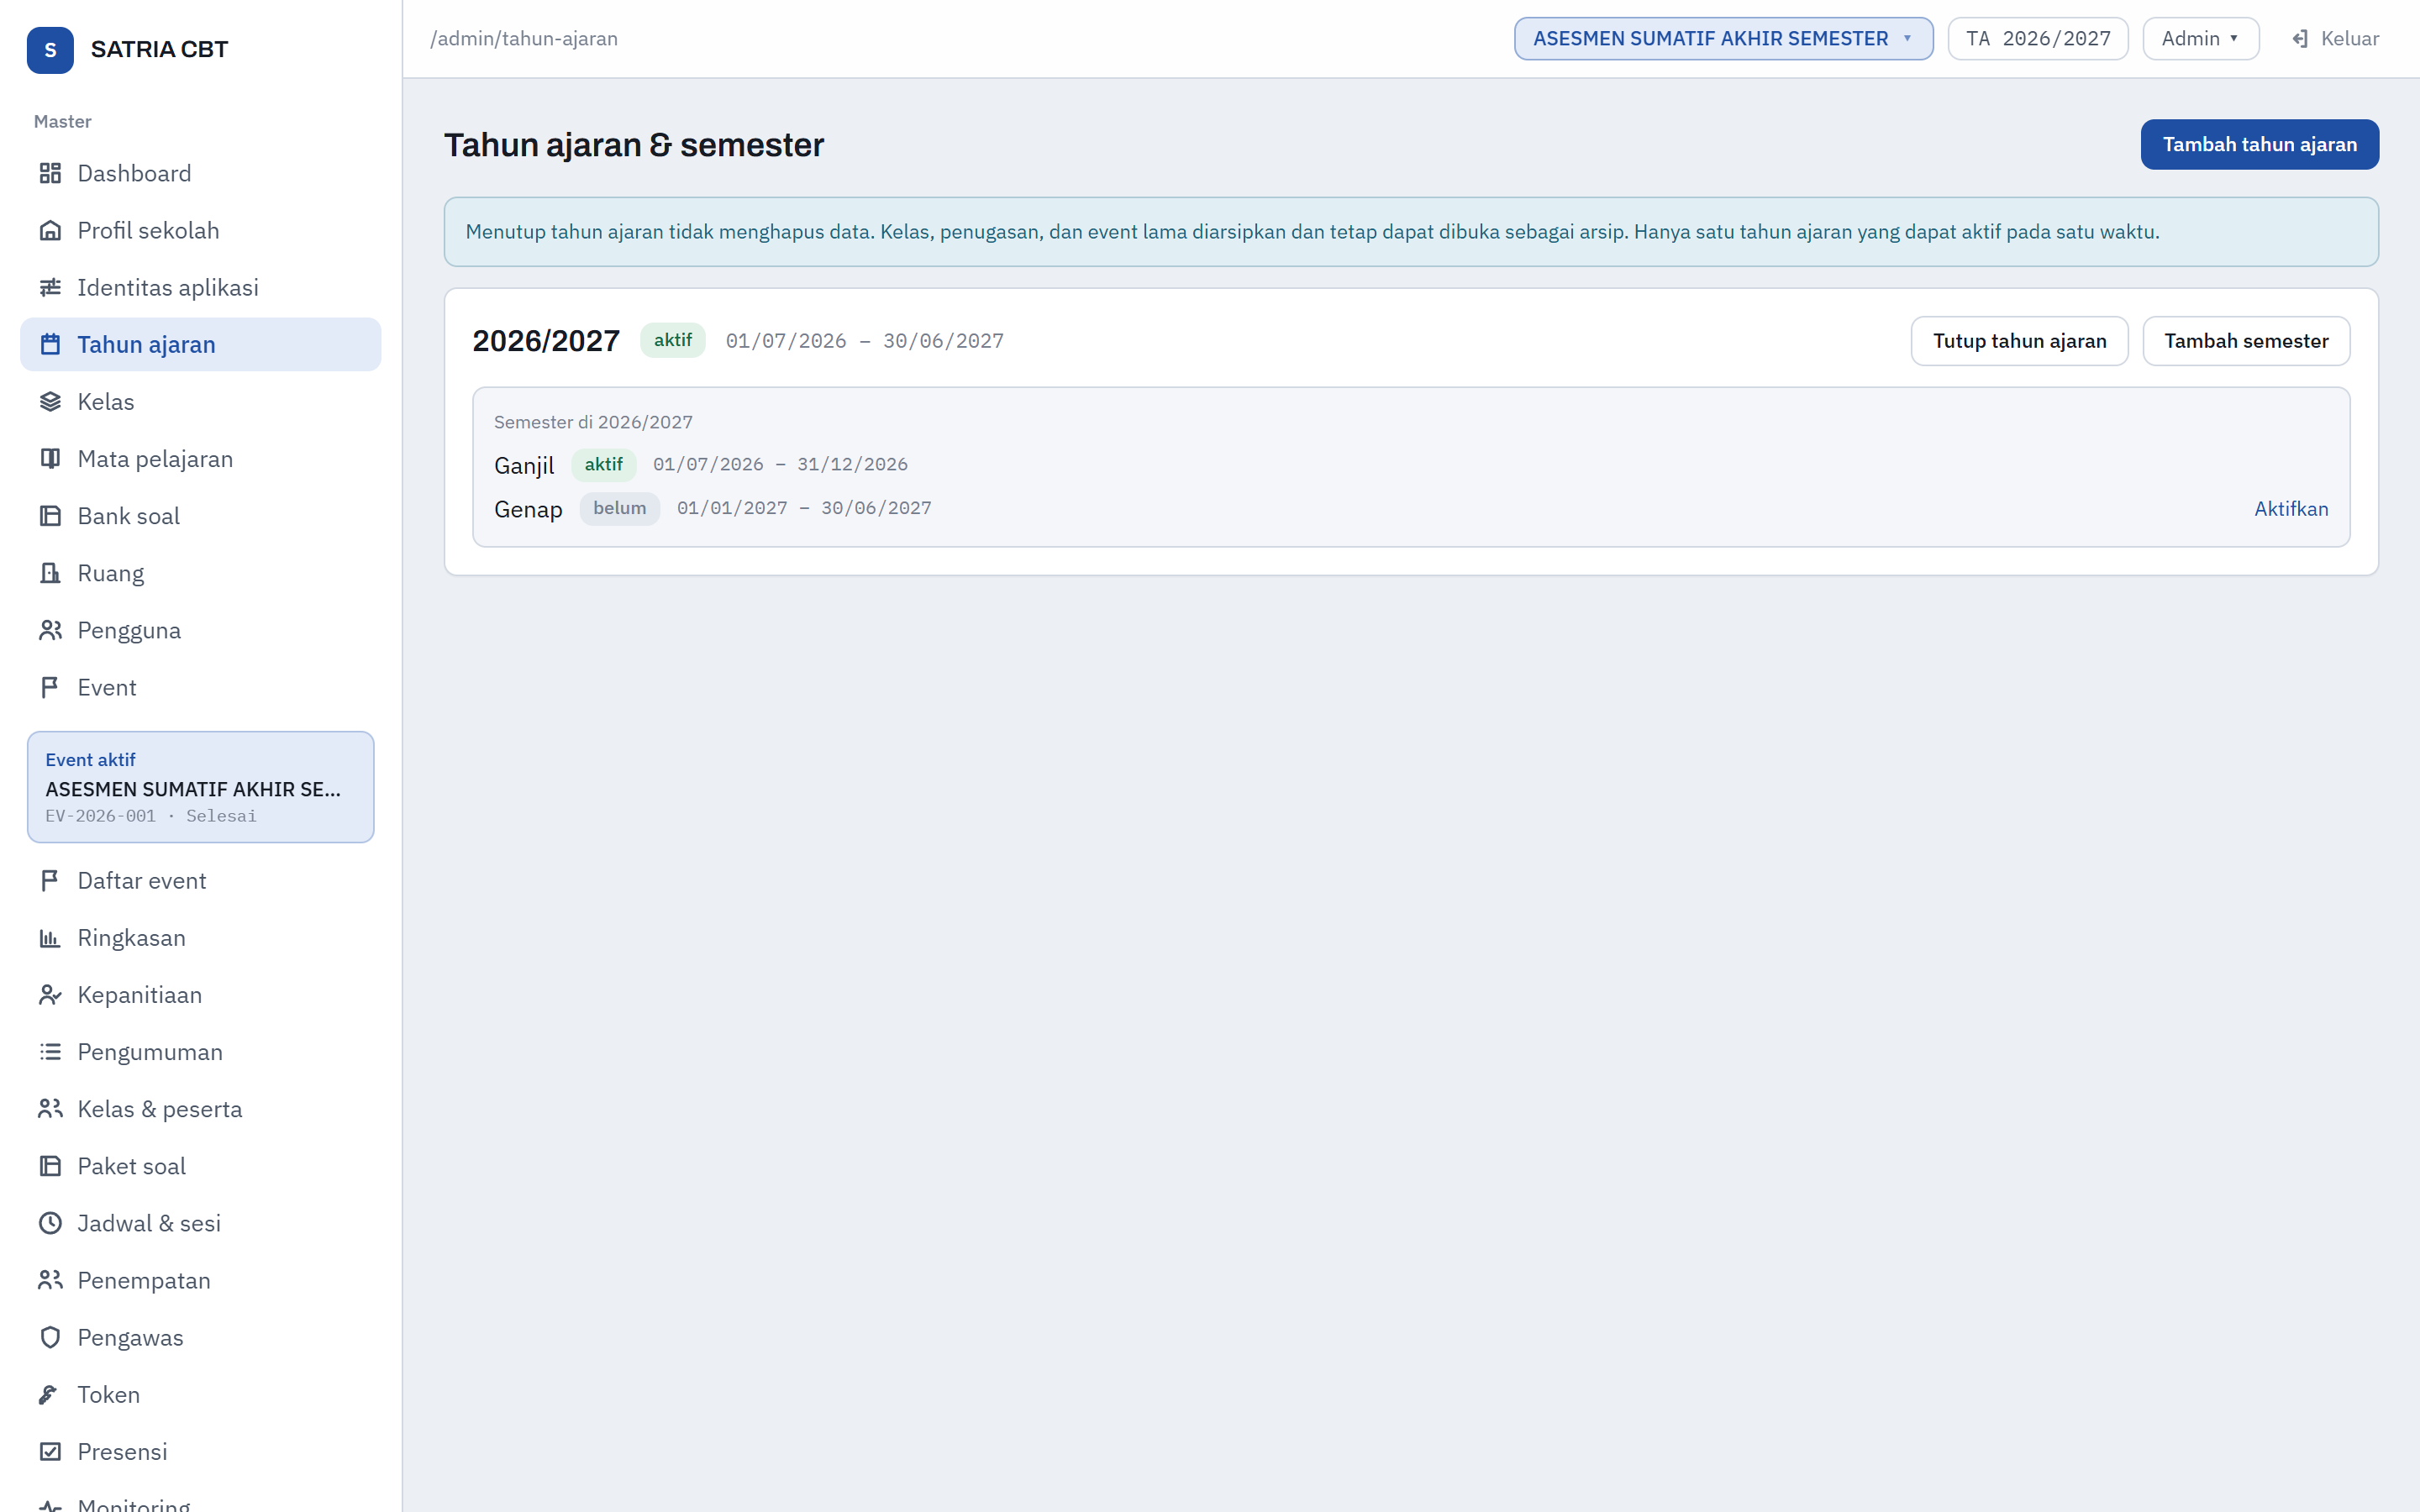 S
SATRIA CBT
Master
Dashboard
Profil sekolah
Identitas aplikasi
Tahun ajaran
Kelas
Mata pelajaran
Bank soal
Ruang
Pengguna
Event
Event aktif
ASESMEN SUMATIF AKHIR SE...
EV-2026-001 · Selesai
Daftar event
Ringkasan
Kepanitiaan
Pengumuman
Kelas & peserta
Paket soal
Jadwal & sesi
Penempatan
Pengawas
Token
Presensi
Monitoring
/admin/tahun-ajaran
ASESMEN SUMATIF AKHIR SEMESTER
TA 2026/2027
Admin
Keluar
Tahun ajaran & semester
Tambah tahun ajaran
Menutup tahun ajaran tidak menghapus data. Kelas, penugasan, dan event lama diarsipkan dan tetap dapat dibuka sebagai arsip. Hanya satu tahun ajaran yang dapat aktif pada satu waktu.
2026/2027 aktif 01/07/2026 – 30/06/2027
Tutup tahun ajaran
Tambah semester
Semester di 2026/2027
Ganjil aktif 01/07/2026 – 31/12/2026
Genap belum 01/01/2027 – 30/06/2027
Aktifkan